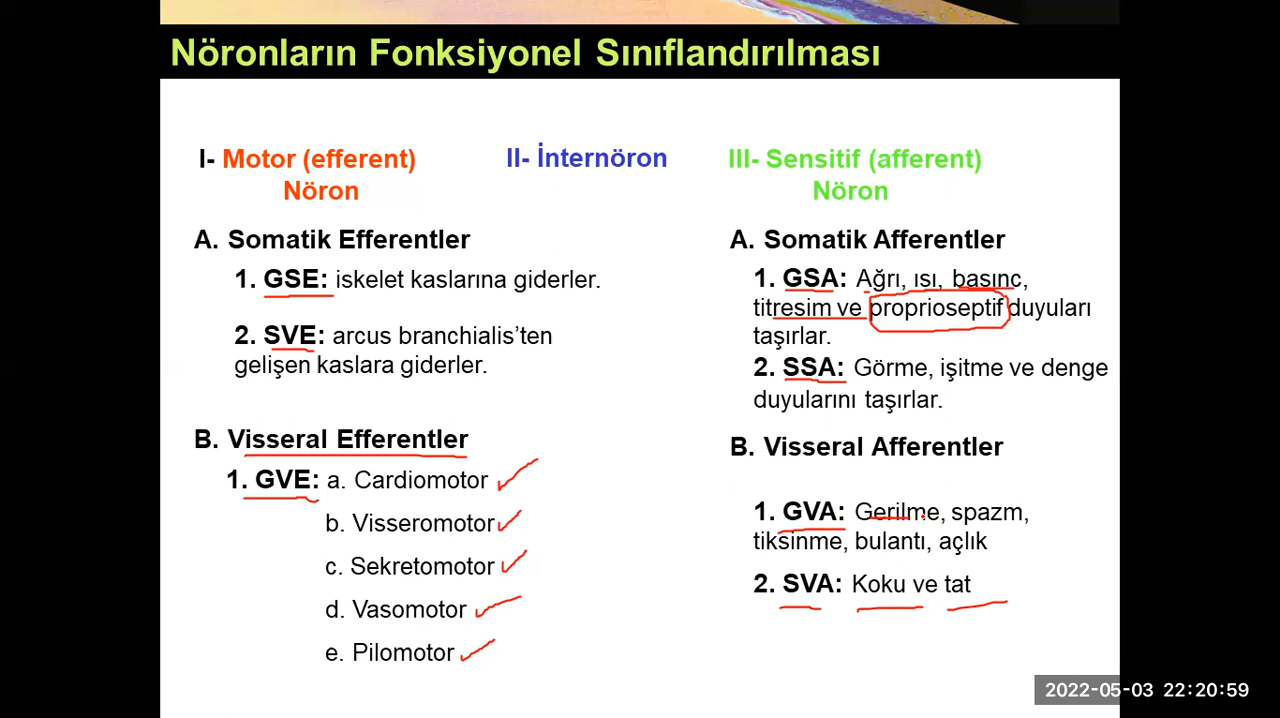 Nöronların Fonksiyonel Sınıflandırılması
I- Motor (efferent)
Nöron
A. Somatik Efferentler
1. GSE: iskelet kaslarına giderler.
2. SVE: arcus branchialis’ten
gelişen kaslara giderler.
B. Visseral Efferentler
1. GVE: a. Cardiomotor
b. Visseromotor
c. Sekretomotor
d. Vasomotor
e. Pilomotor
II- İnternöron
III- Sensitif (afferent)
Nöron
A. Somatik Afferentler
1. GSA: Ağrı, ısı, basınc,
titresim ve proprioseptif duyuları
taşırlar.
2. SSA: Görme, işitme ve denge
duyularını taşırlar.
B. Visseral Afferentler
1. GVA: Gerilme, spazm,
tiksinme, bulantı, açlık
2. SVA: Koku ve tat
2022-05-03 22:20:59